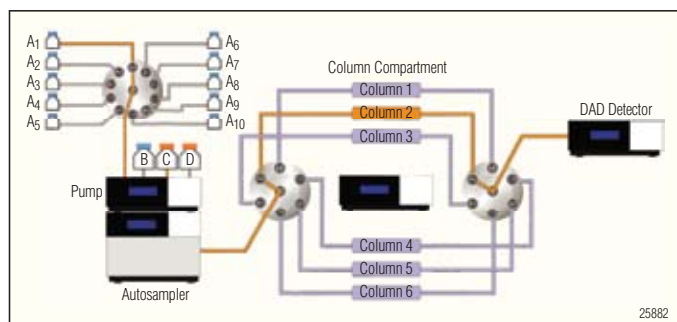 A1
A2
A3
A4
A5
A6
A7
A8
A9
A10
B C D
Pump
Autosampler
Column Compartment
Column 1
Column 2
Column 3
Column 4
Column 5
Column 6
DAD Detector
25882